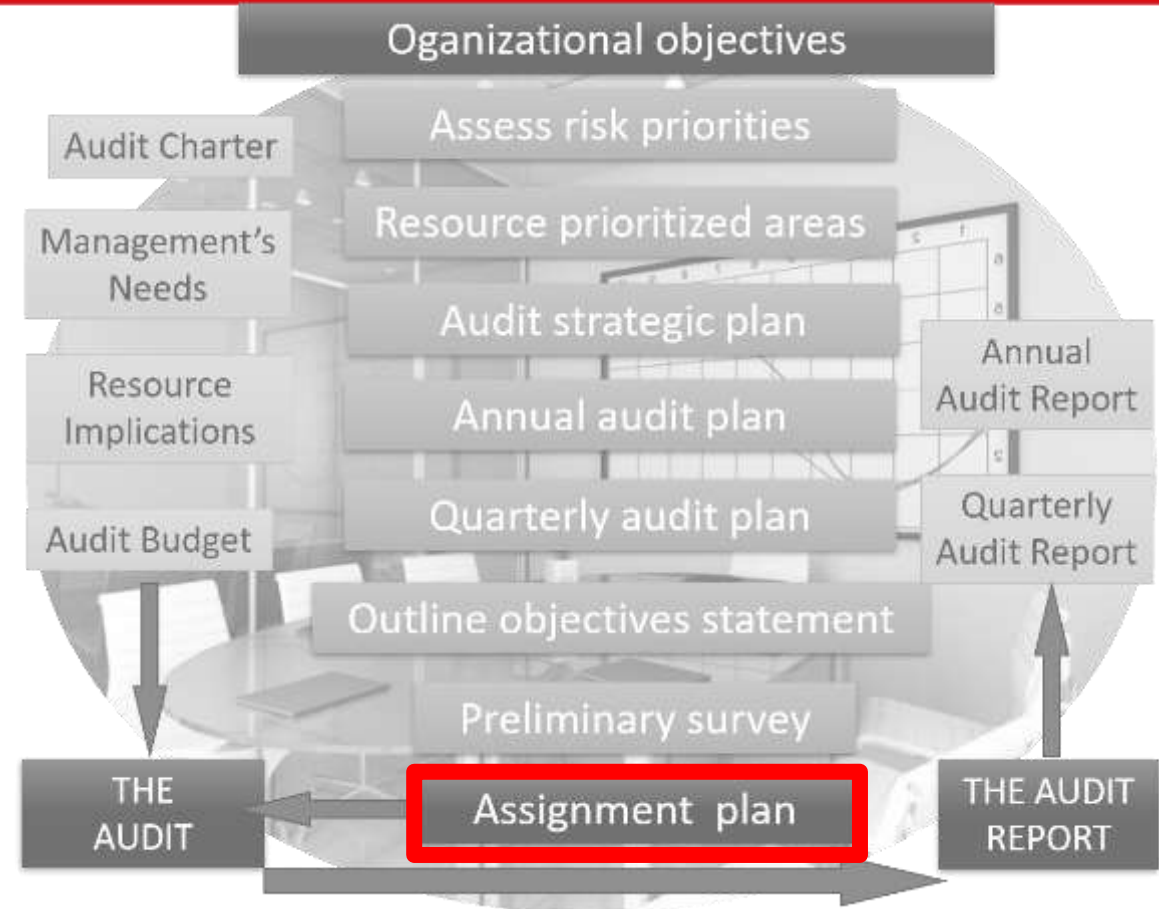 Oganizational objectives
Assess risk priorities
Audit Charter
Resource prioritized areas
Management's
Needs
Audit strategic plan
Annual
Audit Report
Resource
Implications
Annual audit plan
Quarterly audit plan
Quarterly
Audit Report
Audit Budget
Outline objectives statement
Preliminary survey
THE
AUDIT
Assignment plan
THE AUDIT
REPORT